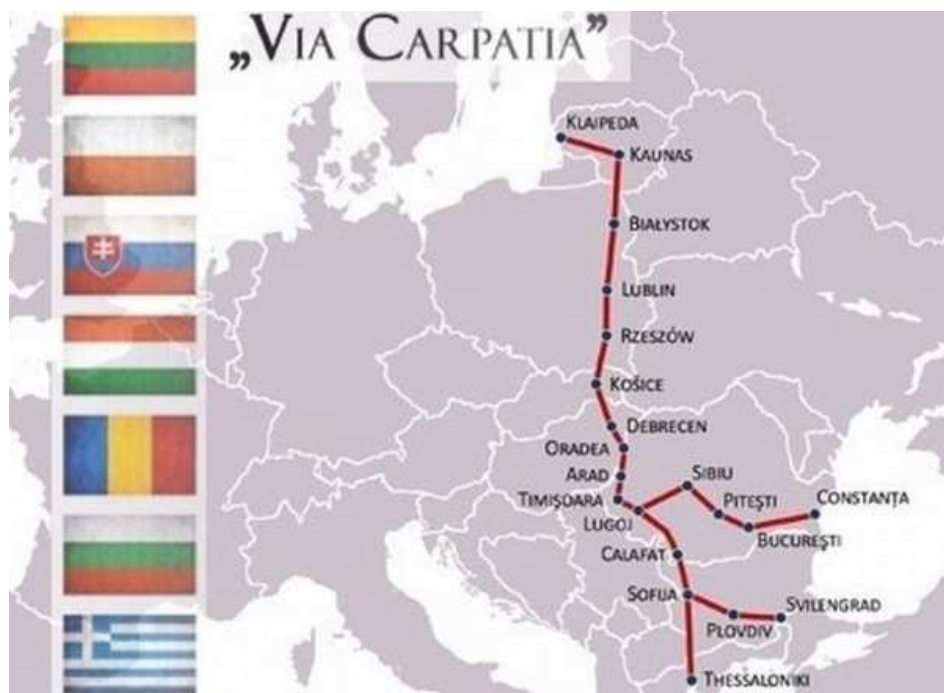 „VIA CARPATIA”
KLAIPEDA
KAUNAS
BIAŁYSTOK
LUBLIN
RZESZÓW
KOŠICE
DEBRECEN
ORADEA
ARAD
SIBIU
TIMIȘOARA
PITEȘTI
CONSTANȚA
LUGOJ
BUCUREȘTI
CALAFAT
SOFIJA
SVILENGRAD
PLOVDIV
THESSALONIKI